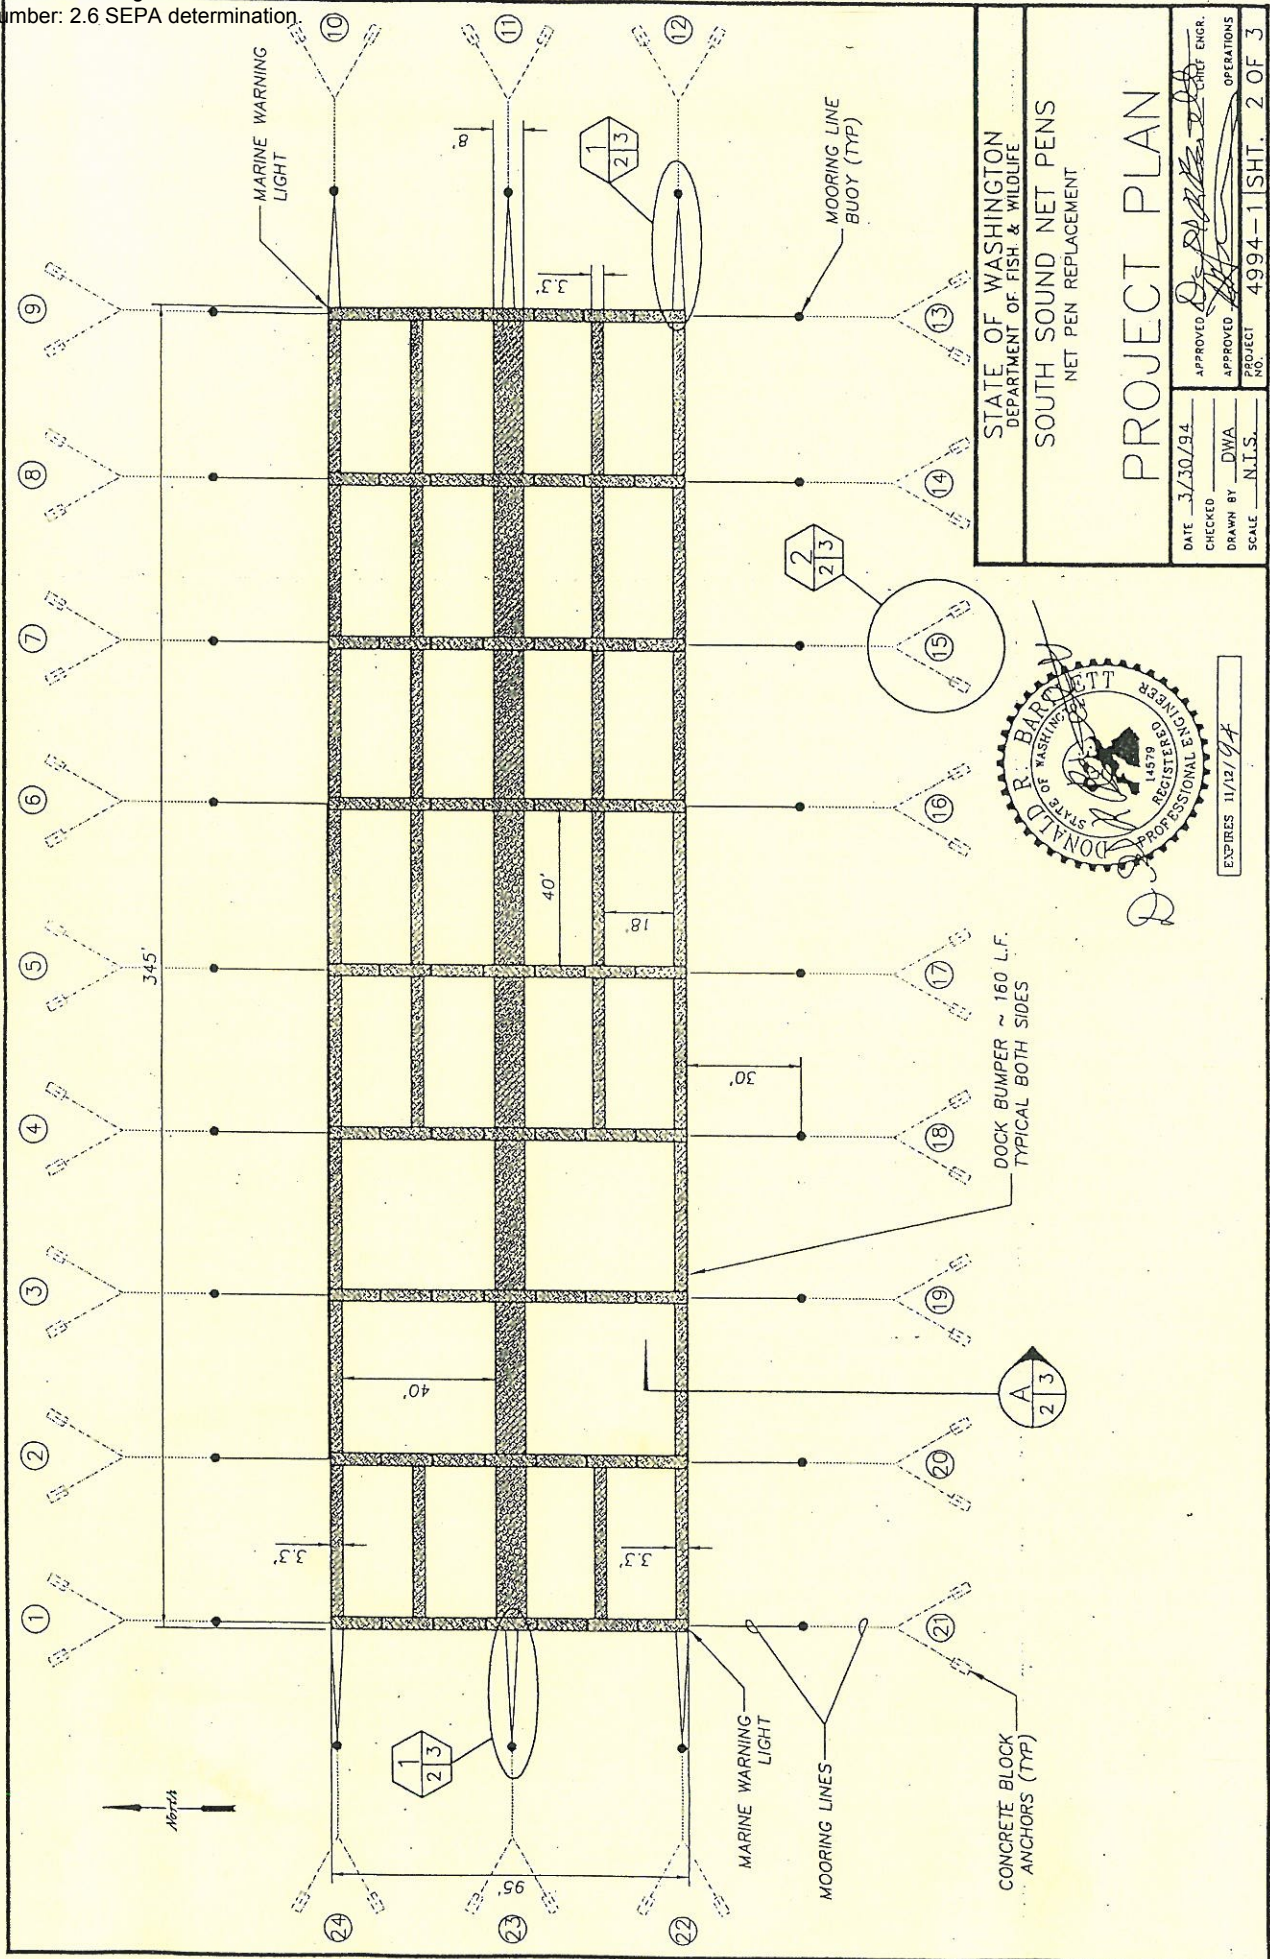 umber: 2.6 SEPA determination.
1
2
3
4
5
6
7
8
9
10
11
12
13
14
15
16
17
18
19
20
21
22
23
24
North
345'
95'
MARINE WARNING
LIGHT
8'
3.3'
1
2 3
MOORING LINE
BUOY (TYP)
40'
18'
40'
3.3'
3.3'
30'
1
2 3
2
2 3
A
2 3
MARINE WARNING
LIGHT
MOORING LINES
CONCRETE BLOCK
ANCHORS (TYP)
DOCK BUMPER ~ 160 L.F.
TYPICAL BOTH SIDES
DONALD R. BARTLETT
STATE OF WASHINGTON
14579
REGISTERED
PROFESSIONAL ENGINEER
EXPIRES 11/12/94
STATE OF WASHINGTON
DEPARTMENT OF FISH & WILDLIFE
SOUTH SOUND NET PENS
NET PEN REPLACEMENT
PROJECT PLAN
DATE 3/30/94
CHECKED
DRAWN BY DWA
SCALE N.T.S.
APPROVED CHIEF ENGR.
APPROVED OPERATIONS
PROJECT NO. 4994-1 SHT. 2 OF 3